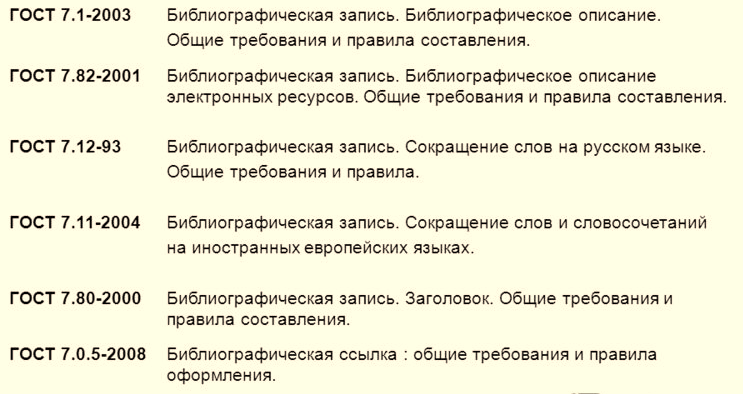 ГОСТ 7.1-2003 Библиографическая запись. Библиографическое описание.
Общие требования и правила составления.
ГОСТ 7.82-2001 Библиографическая запись. Библиографическое описание
электронных ресурсов. Общие требования и правила составления.
ГОСТ 7.12-93 Библиографическая запись. Сокращение слов на русском языке.
Общие требования и правила.
ГОСТ 7.11-2004 Библиографическая запись. Сокращение слов и словосочетаний
на иностранных европейских языках.
ГОСТ 7.80-2000 Библиографическая запись. Заголовок. Общие требования и
правила составления.
ГОСТ 7.0.5-2008 Библиографическая ссылка : общие требования и правила
оформления.